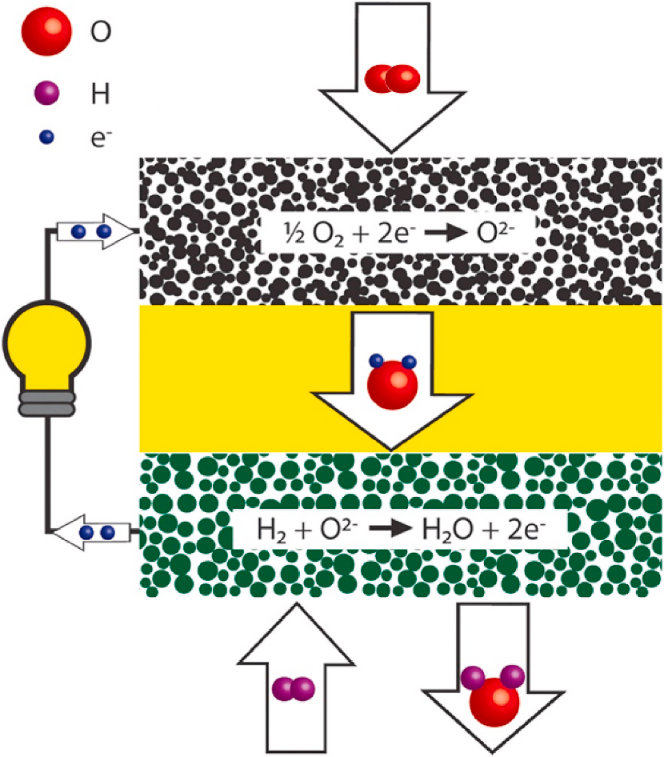 O
H
e⁻
½ O₂ + 2e⁻ → O²⁻
H₂ + O²⁻ → H₂O + 2e⁻